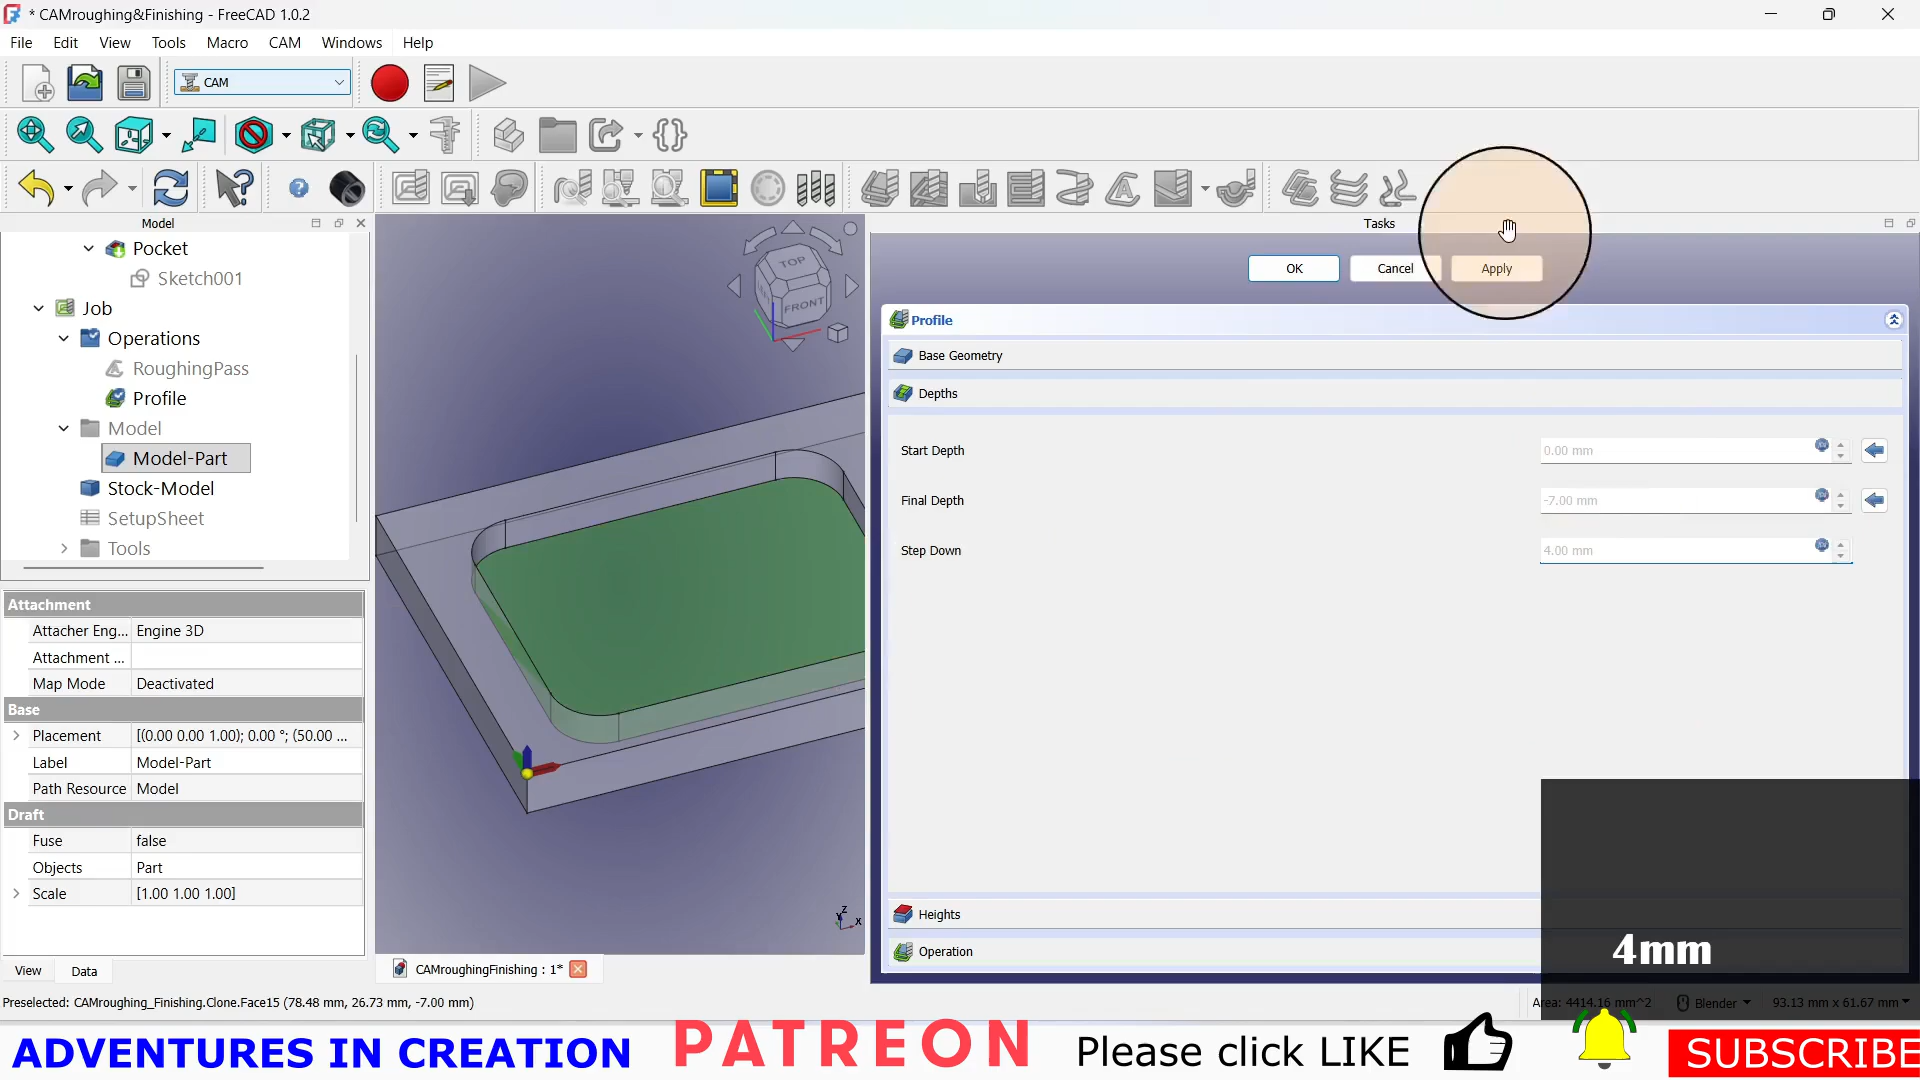 * CAMroughing&Finishing - FreeCAD 1.0.2
File Edit View Tools Macro CAM Windows Help
CAM
Model
Tasks
Pocket
Sketch001
Job
Operations
RoughingPass
Profile
Model
Model-Part
Stock-Model
SetupSheet
Tools
Attachment
Attacher Eng... Engine 3D
Attachment ...
Map Mode Deactivated
Base
Placement [(0.00 0.00 1.00); 0.00 °; (50.00 ...
Label Model-Part
Path Resource Model
Draft
Fuse false
Objects Part
Scale [1.00 1.00 1.00]
View Data
TOP
FRONT
Z
Y
X
CAMroughingFinishing : 1*
OK Cancel Apply
Profile
Base Geometry
Depths
Start Depth 0.00 mm
Final Depth -7.00 mm
Step Down 4.00 mm
Heights
Operation
4mm
Preselected: CAMroughing_Finishing.Clone.Face15 (78.48 mm, 26.73 mm, -7.00 mm)
Area: 4414.16 mm^2 Blender 93.13 mm x 61.67 mm
ADVENTURES IN CREATION PATREON Please click LIKE SUBSCRIBE